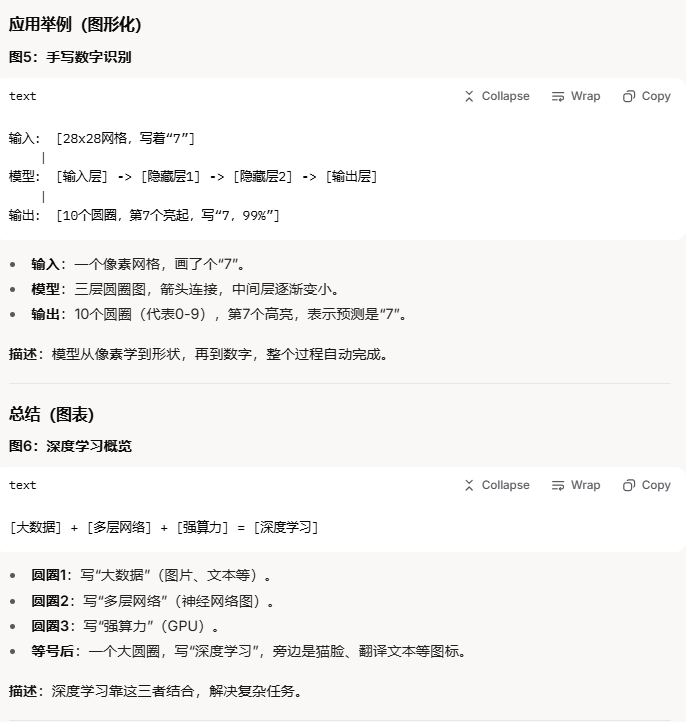 应用举例（图形化）
图5：手写数字识别
text Collapse Wrap Copy
输入： [28x28网格，写着“7”]
|
模型： [输入层] -> [隐藏层1] -> [隐藏层2] -> [输出层]
|
输出： [10个圆圈，第7个亮起，写“7，99%”]
输入：一个像素网格，画了个“7”。
模型：三层圆圈图，箭头连接，中间层逐渐变小。
输出：10个圆圈（代表0-9），第7个高亮，表示预测是“7”。
描述：模型从像素学到形状，再到数字，整个过程自动完成。
总结（图表）
图6：深度学习概览
text Collapse Wrap Copy
[大数据] + [多层网络] + [强算力] = [深度学习]
圆圈1：写“大数据”（图片、文本等）。
圆圈2：写“多层网络”（神经网络图）。
圆圈3：写“强算力”（GPU）。
等号后：一个大圆圈，写“深度学习”，旁边是猫脸、翻译文本等图标。
描述：深度学习靠这三者结合，解决复杂任务。